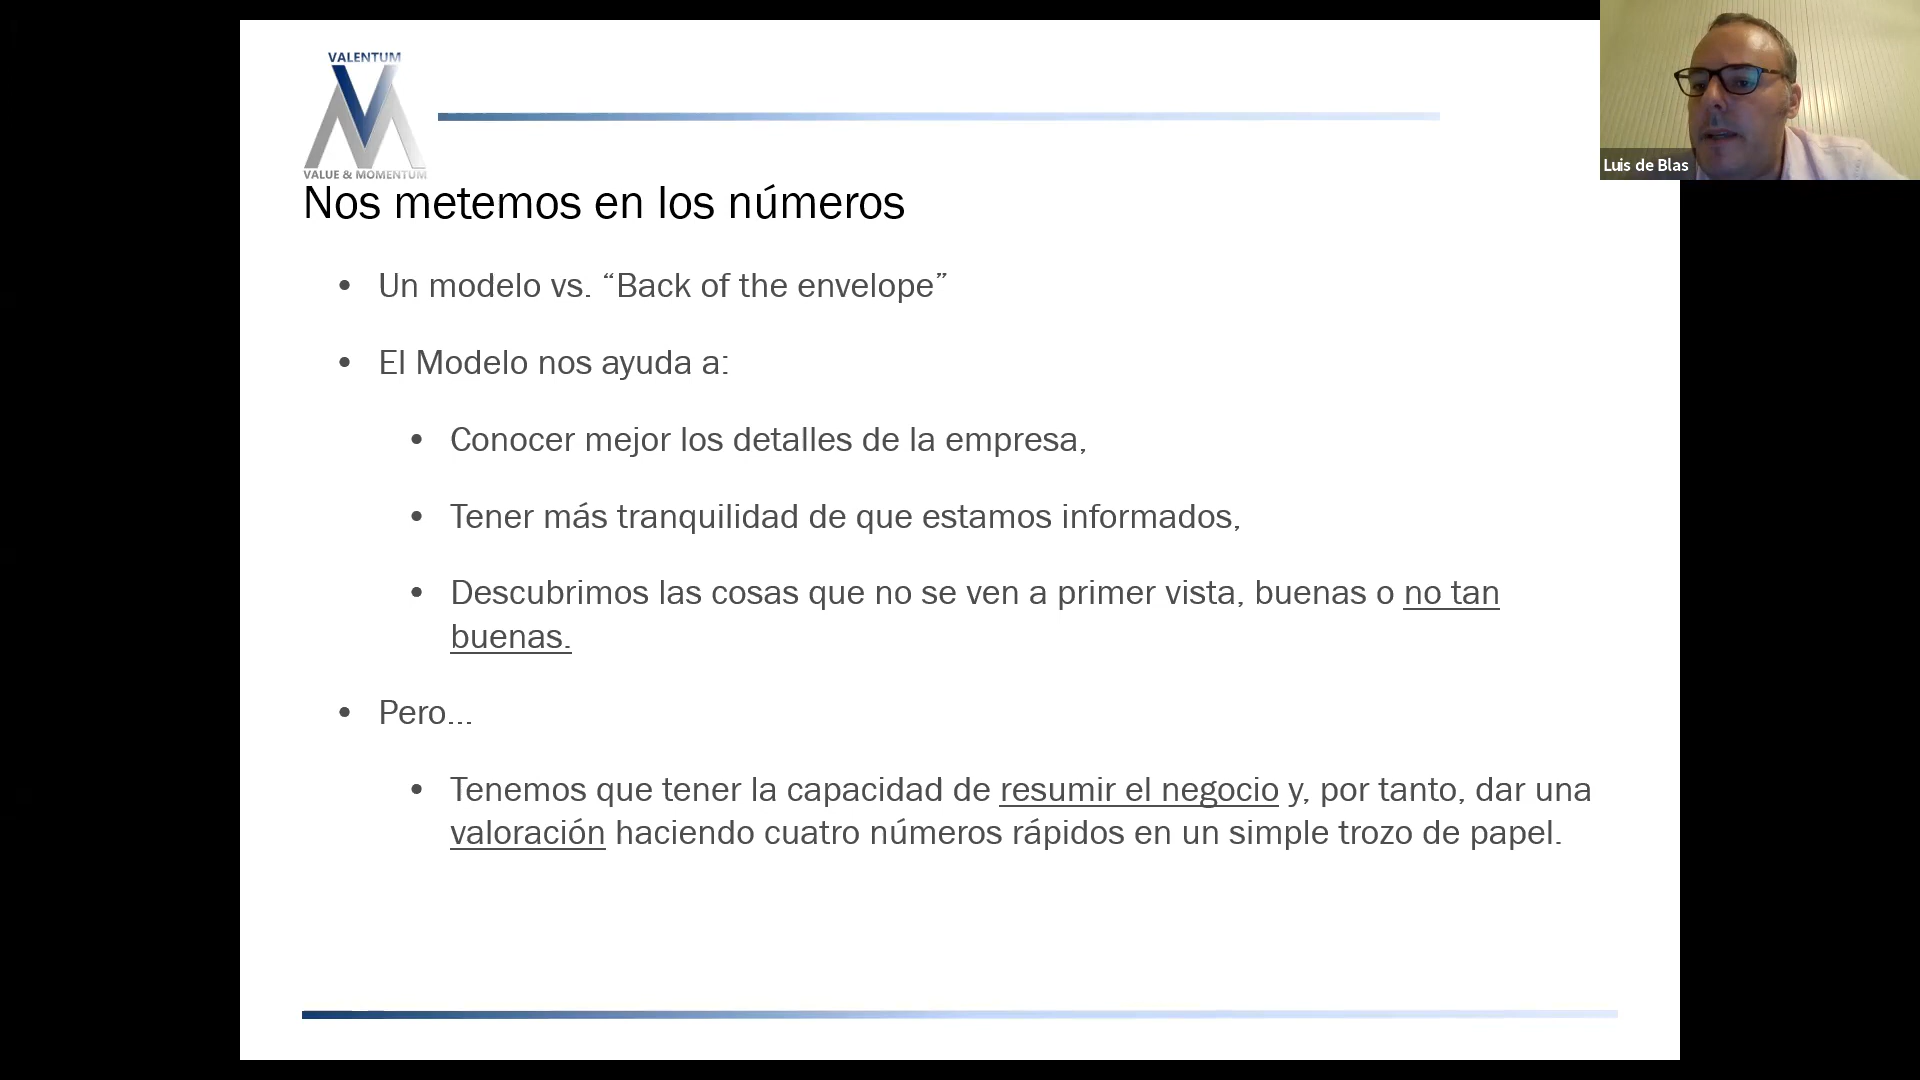 VALENTUM
VALUE & MOMENTUM
Luis de Blas
Nos metemos en los números
• Un modelo vs. “Back of the envelope”
• El Modelo nos ayuda a:
• Conocer mejor los detalles de la empresa,
• Tener más tranquilidad de que estamos informados,
• Descubrimos las cosas que no se ven a primer vista, buenas o no tan
buenas.
• Pero...
• Tenemos que tener la capacidad de resumir el negocio y, por tanto, dar una
valoración haciendo cuatro números rápidos en un simple trozo de papel.